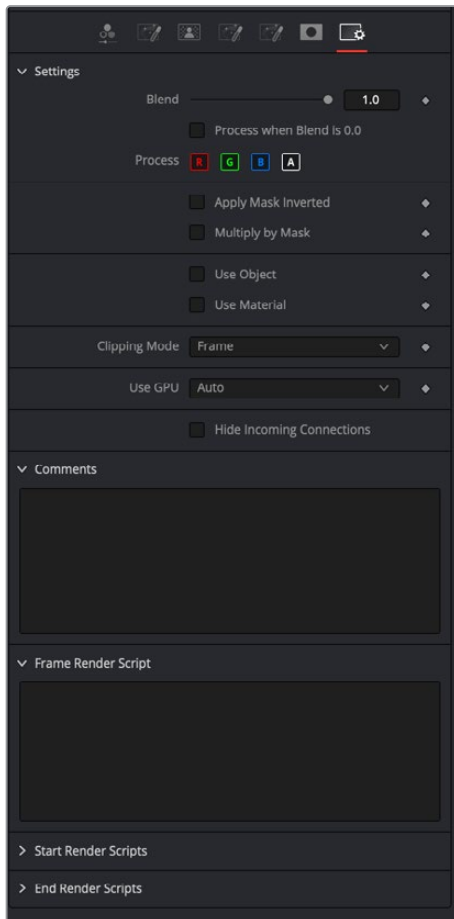 Settings
Blend 1.0
Process when Blend is 0.0
Process R G B A
Apply Mask Inverted
Multiply by Mask
Use Object
Use Material
Clipping Mode Frame
Use GPU Auto
Hide Incoming Connections
Comments
Frame Render Script
Start Render Scripts
End Render Scripts